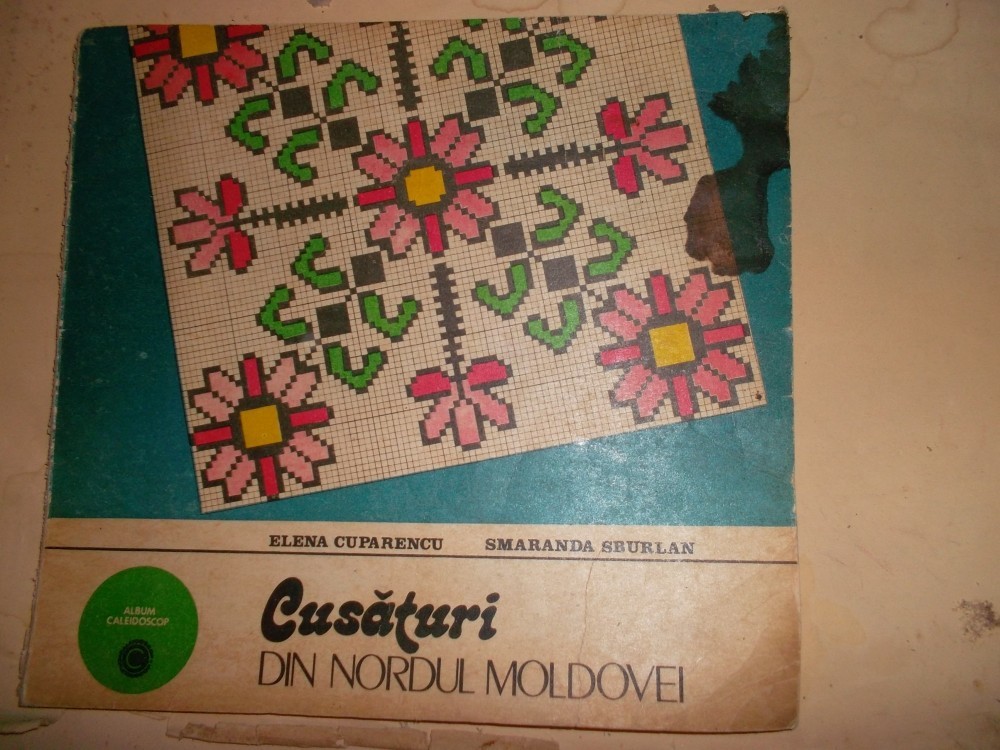 ELENA CUPARENCU SMARANDA SBURLAN
ALBUM
CALEIDOSCOP
Cusături
DIN NORDUL MOLDOVEI